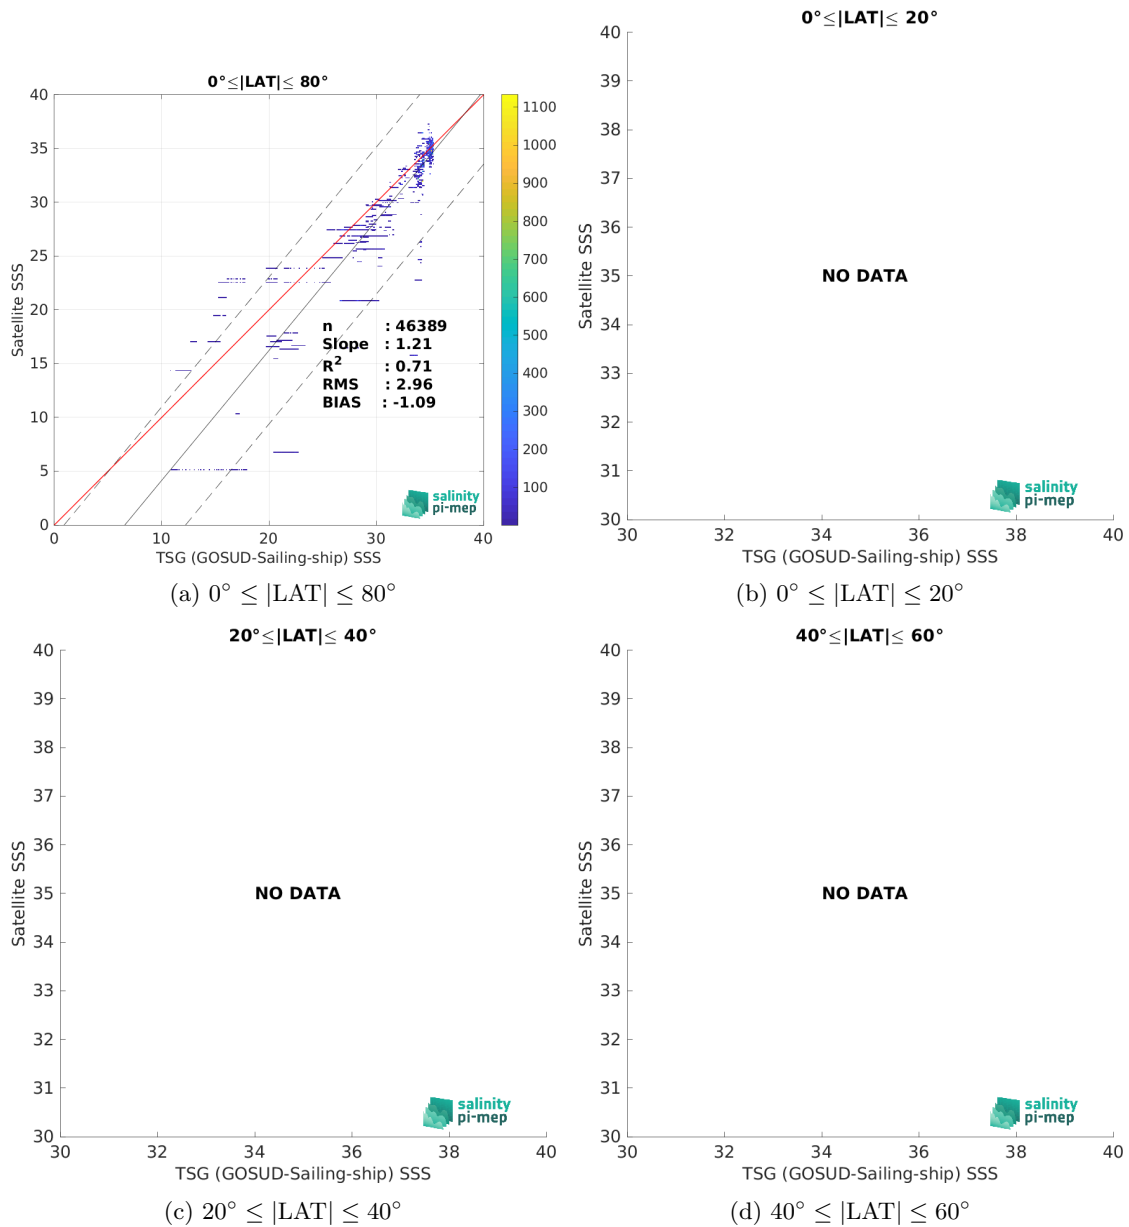 0°≤|LAT|≤ 80°
40
35
30
25
20
15
10
5
0
0
10
20
30
40
Satellite SSS
TSG (GOSUD-Sailing-ship) SSS
n : 46389
Slope : 1.21
R² : 0.71
RMS : 2.96
BIAS : -1.09
salinity
pi-mep
1100
1000
900
800
700
600
500
400
300
200
100
(a) 0° ≤ |LAT| ≤ 80°
0°≤|LAT|≤ 20°
40
39
38
37
36
35
34
33
32
31
30
30
32
34
36
38
40
Satellite SSS
NO DATA
salinity
pi-mep
TSG (GOSUD-Sailing-ship) SSS
(b) 0° ≤ |LAT| ≤ 20°
20°≤|LAT|≤ 40°
40
39
38
37
36
35
34
33
32
31
30
30
32
34
36
38
40
Satellite SSS
NO DATA
salinity
pi-mep
TSG (GOSUD-Sailing-ship) SSS
(c) 20° ≤ |LAT| ≤ 40°
40°≤|LAT|≤ 60°
40
39
38
37
36
35
34
33
32
31
30
30
32
34
36
38
40
Satellite SSS
NO DATA
salinity
pi-mep
TSG (GOSUD-Sailing-ship) SSS
(d) 40° ≤ |LAT| ≤ 60°